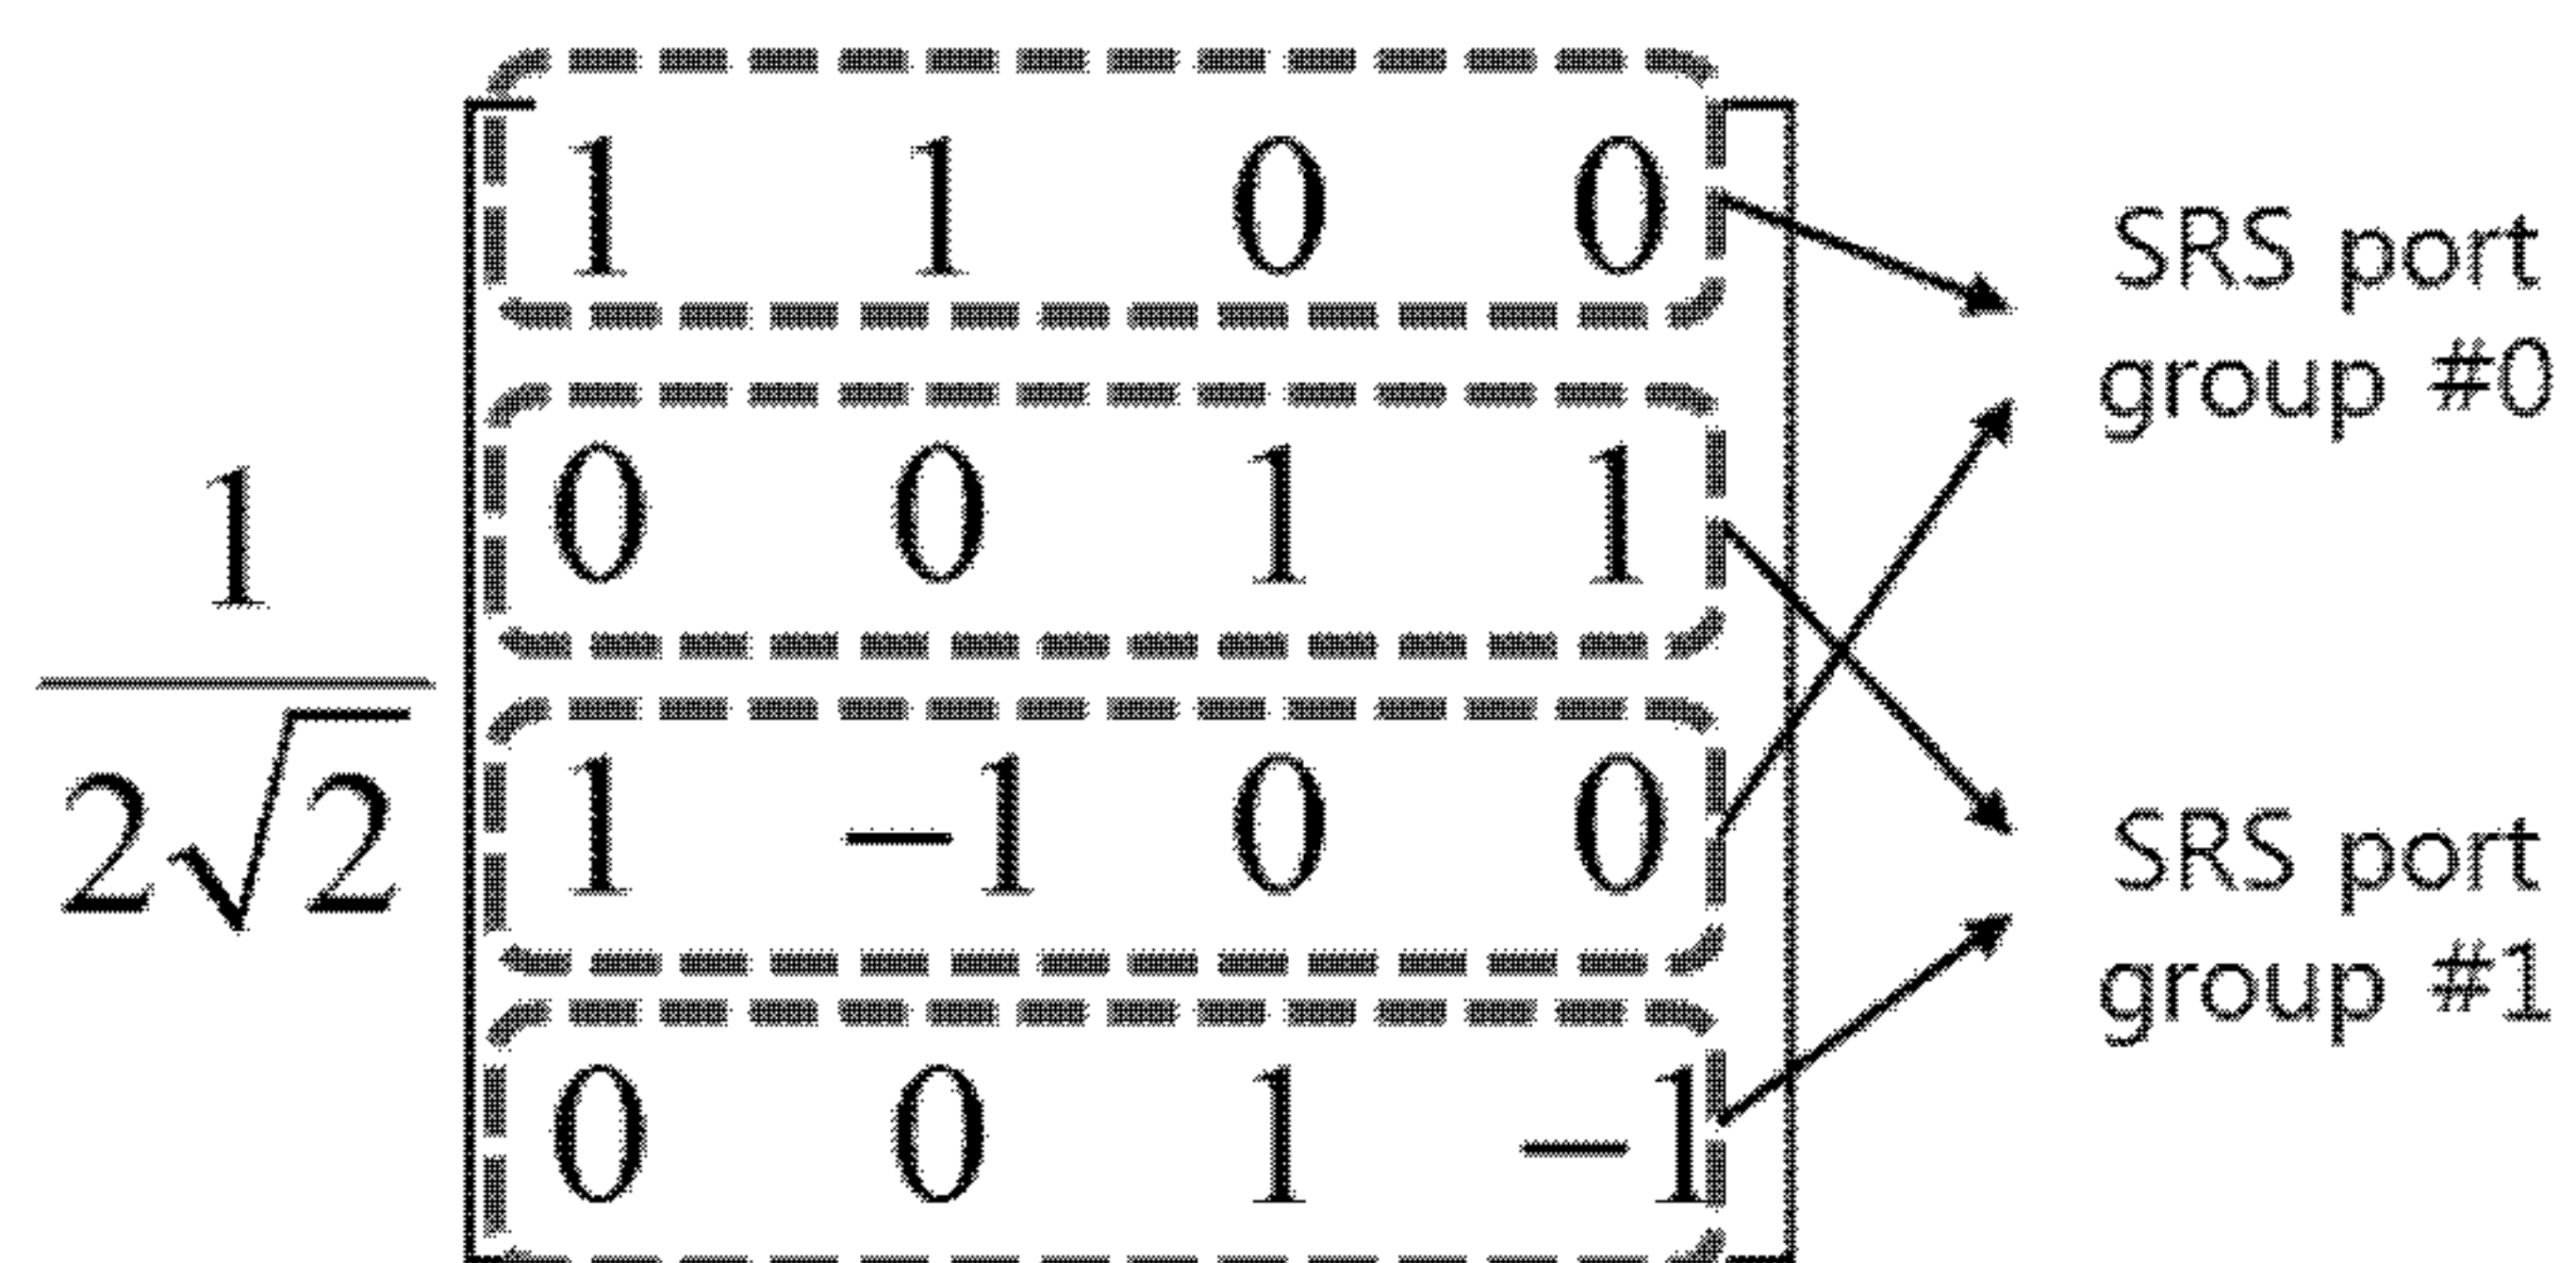 1
2√2
1 1 0 0
0 0 1 1
1 −1 0 0
0 0 1 −1
SRS port
group #0
SRS port
group #1